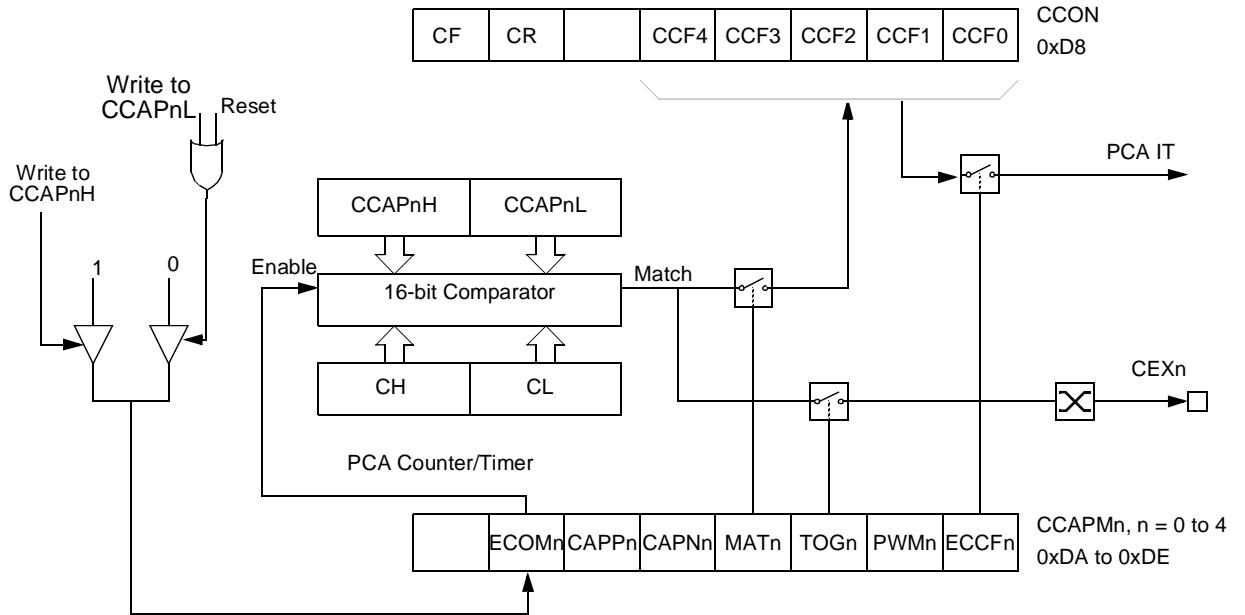 CF CR CCF4 CCF3 CCF2 CCF1 CCF0
CCON
0xD8
Write to
CCAPnL
Reset
Write to
CCAPnH
PCA IT
CCAPnH CCAPnL
1
0
Enable
16-bit Comparator
Match
CH CL
CEXn
PCA Counter/Timer
ECOMn CAPPn CAPNn MATn TOGn PWMn ECCFn
CCAPMn, n = 0 to 4
0xDA to 0xDE